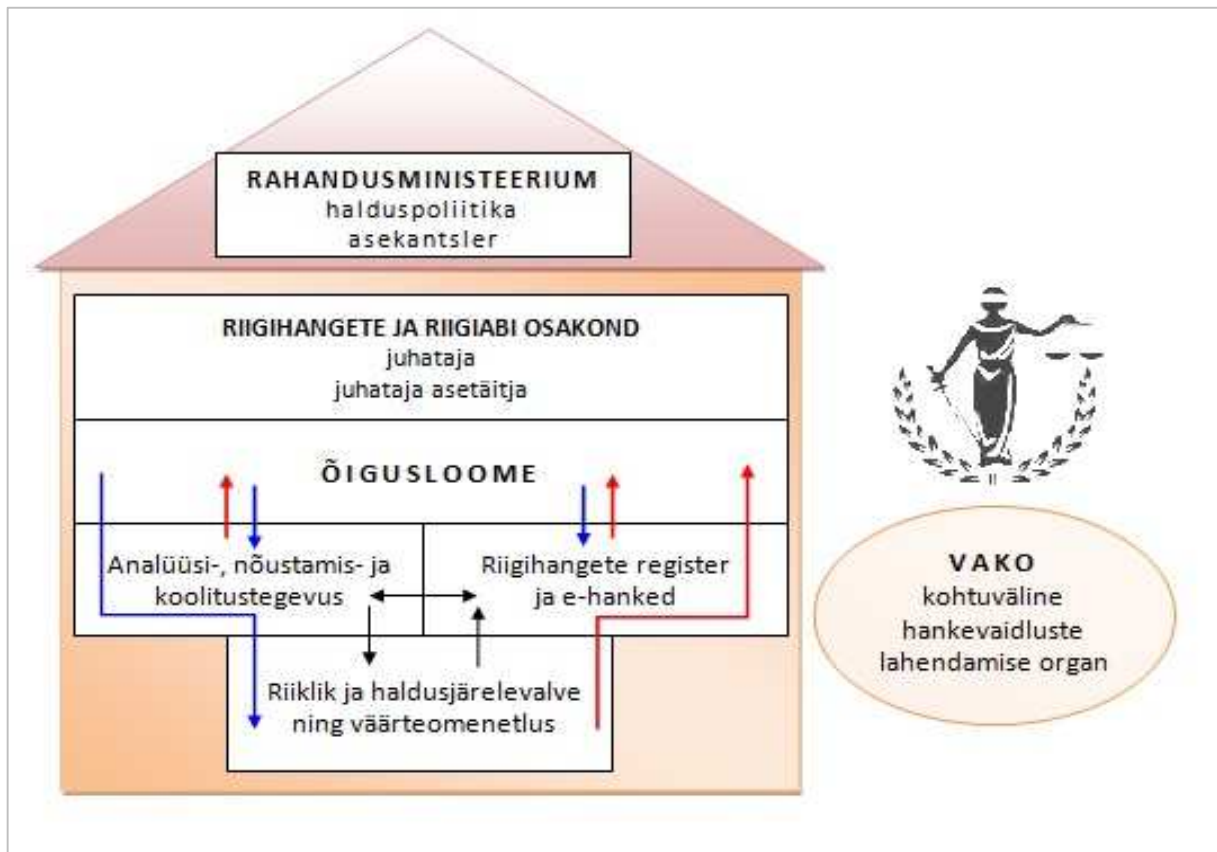 RAHANDUSMINISTEERIUM
halduspoliitika
asekantsler
RIIGIHANGETE JA RIIGIABI OSAKOND
juhataja
juhataja asetäitja
ÕIGUSLOOME
Analüüsi-, nõustamis- ja
koolitustegevus
Riigihangete register
ja e-hanked
Riiklik ja haldusjärelevalve
ning väärteomenetlus
VAKO
kohtuväline
hankevaidluste
lahendamise organ